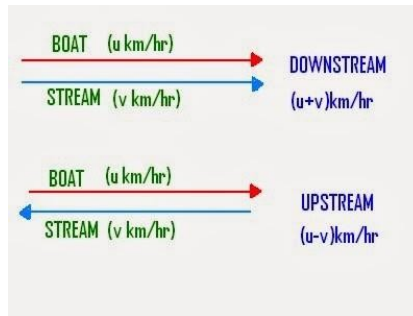 BOAT (u km/hr)
DOWNSTREAM
STREAM (v km/hr)
(u+v)km/hr
BOAT (u km/hr)
UPSTREAM
STREAM (v km/hr)
(u-v)km/hr